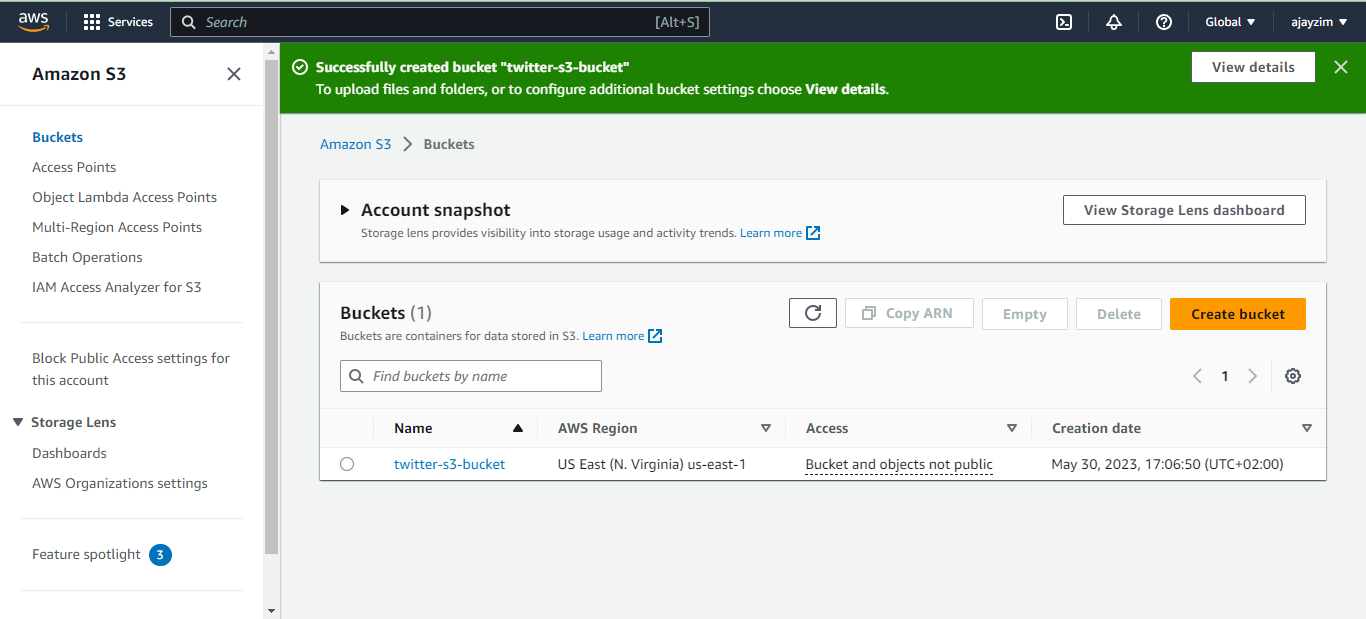 aws
Services
Search [Alt+S]
Global
ajayzim
Amazon S3
Buckets
Access Points
Object Lambda Access Points
Multi-Region Access Points
Batch Operations
IAM Access Analyzer for S3
Block Public Access settings for
this account
Storage Lens
Dashboards
AWS Organizations settings
Feature spotlight 3
Successfully created bucket "twitter-s3-bucket"
To upload files and folders, or to configure additional bucket settings choose View details.
View details
Amazon S3 > Buckets
Account snapshot
Storage lens provides visibility into storage usage and activity trends. Learn more
View Storage Lens dashboard
Buckets (1)
Buckets are containers for data stored in S3. Learn more
Copy ARN
Empty
Delete
Create bucket
Find buckets by name
1
Name AWS Region Access Creation date
twitter-s3-bucket US East (N. Virginia) us-east-1 Bucket and objects not public May 30, 2023, 17:06:50 (UTC+02:00)